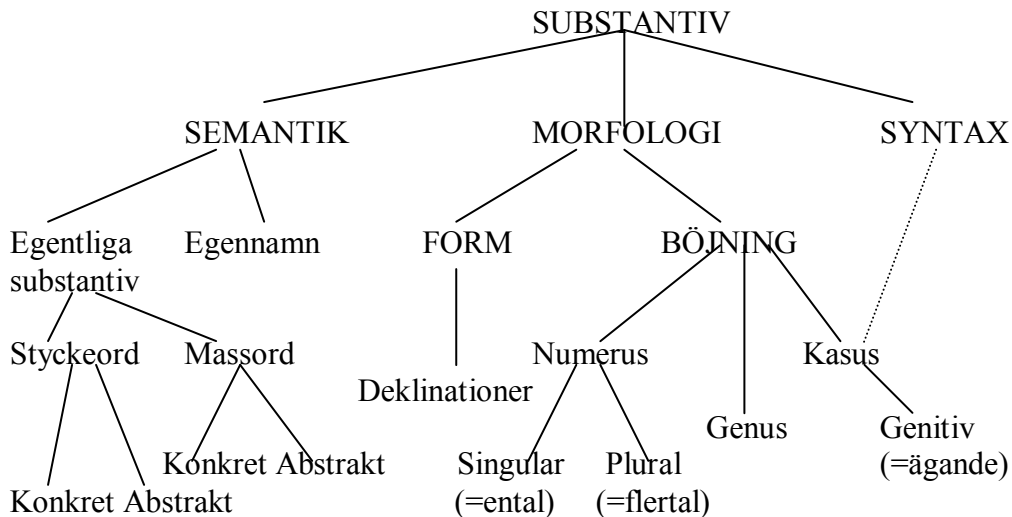 SUBSTANTIV
SEMANTIK MORFOLOGI SYNTAX
Egentliga Egennamn FORM BÖJNING
substantiv
Styckeord Massord Numerus Kasus
Deklinationer
Genus Genitiv
Konkret Abstrakt Singular Plural (=ägande)
Konkret Abstrakt (=ental) (=flertal)